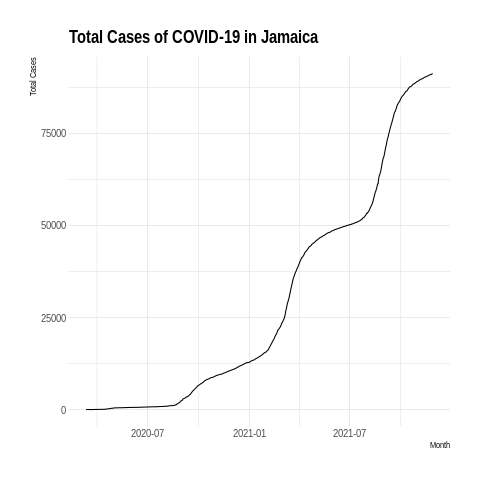 Total Cases of COVID-19 in Jamaica
Total Cases
75000
50000
25000
0
2020-07
2021-01
2021-07
Month